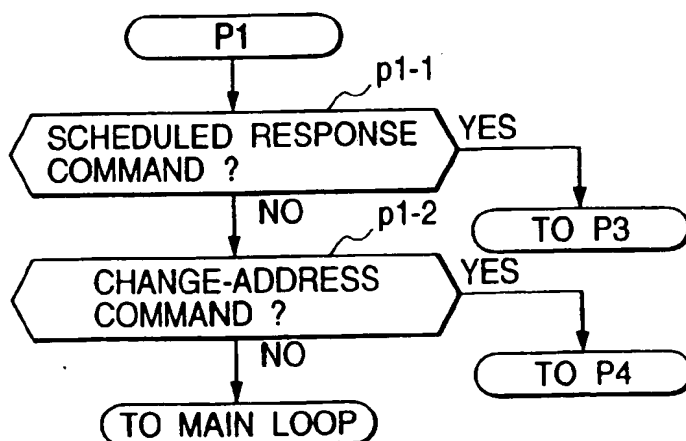 P1
p1-1
SCHEDULED RESPONSE
COMMAND ?
YES
TO P3
NO
p1-2
CHANGE-ADDRESS
COMMAND ?
YES
TO P4
NO
TO MAIN LOOP